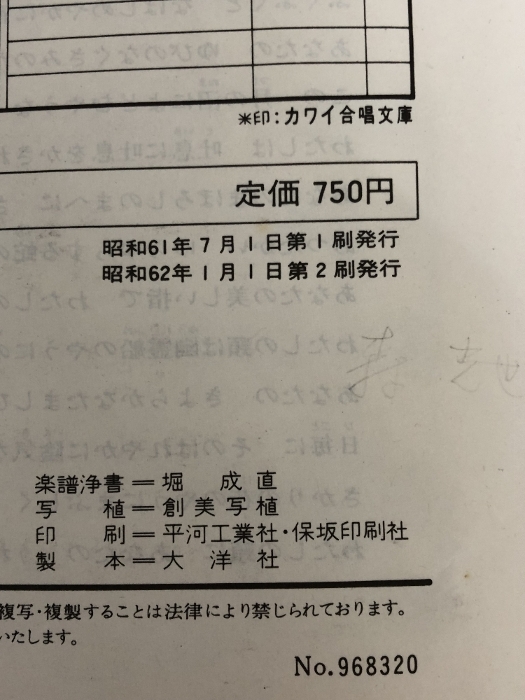 *印:カワイ合唱文庫
定価 750円
昭和61年7月1日第1刷発行
昭和62年1月1日第2刷発行
楽譜浄書=堀 成直
写 植=創美写植
印 刷=平河工業社・保坂印刷社
製 本=大洋社
複写・複製することは法律により禁じられております。
いたします。
No.968320